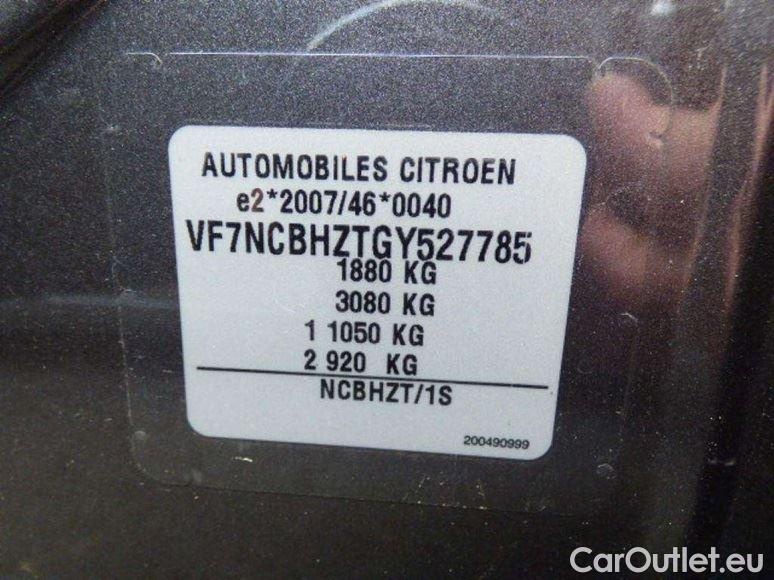 AUTOMOBILES CITROEN
e2*2007/46*0040
VF7NCBHZTGY527785
1880 KG
3080 KG
1 1050 KG
2 920 KG
NCBHZT/1S
200490999
CarOutlet.eu